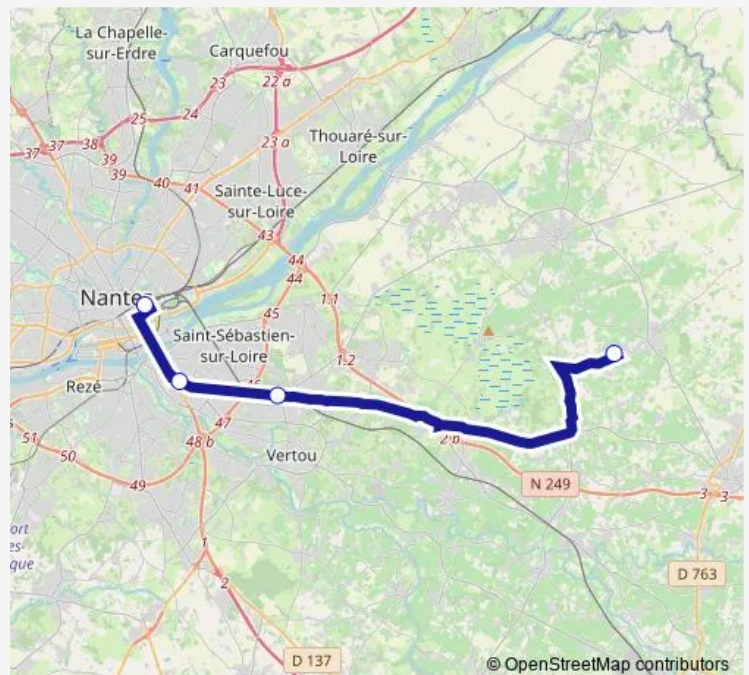 La Chapelle-
sur-Erdre
Carquefou
22 a
23
24
25
37
37
38
39
39
40
41
23 a
Thouaré-sur-
Loire
Sainte-Luce-
sur-Loire
43
44
44
45
1.1
Nantes
Saint-Sébastien-
sur-Loire
1.2
Rezé
46
47
48 b
2 b
51
50
49
Vertou
N 249
3
3
1
2
D 763
D 137
© OpenStreetMap contributors